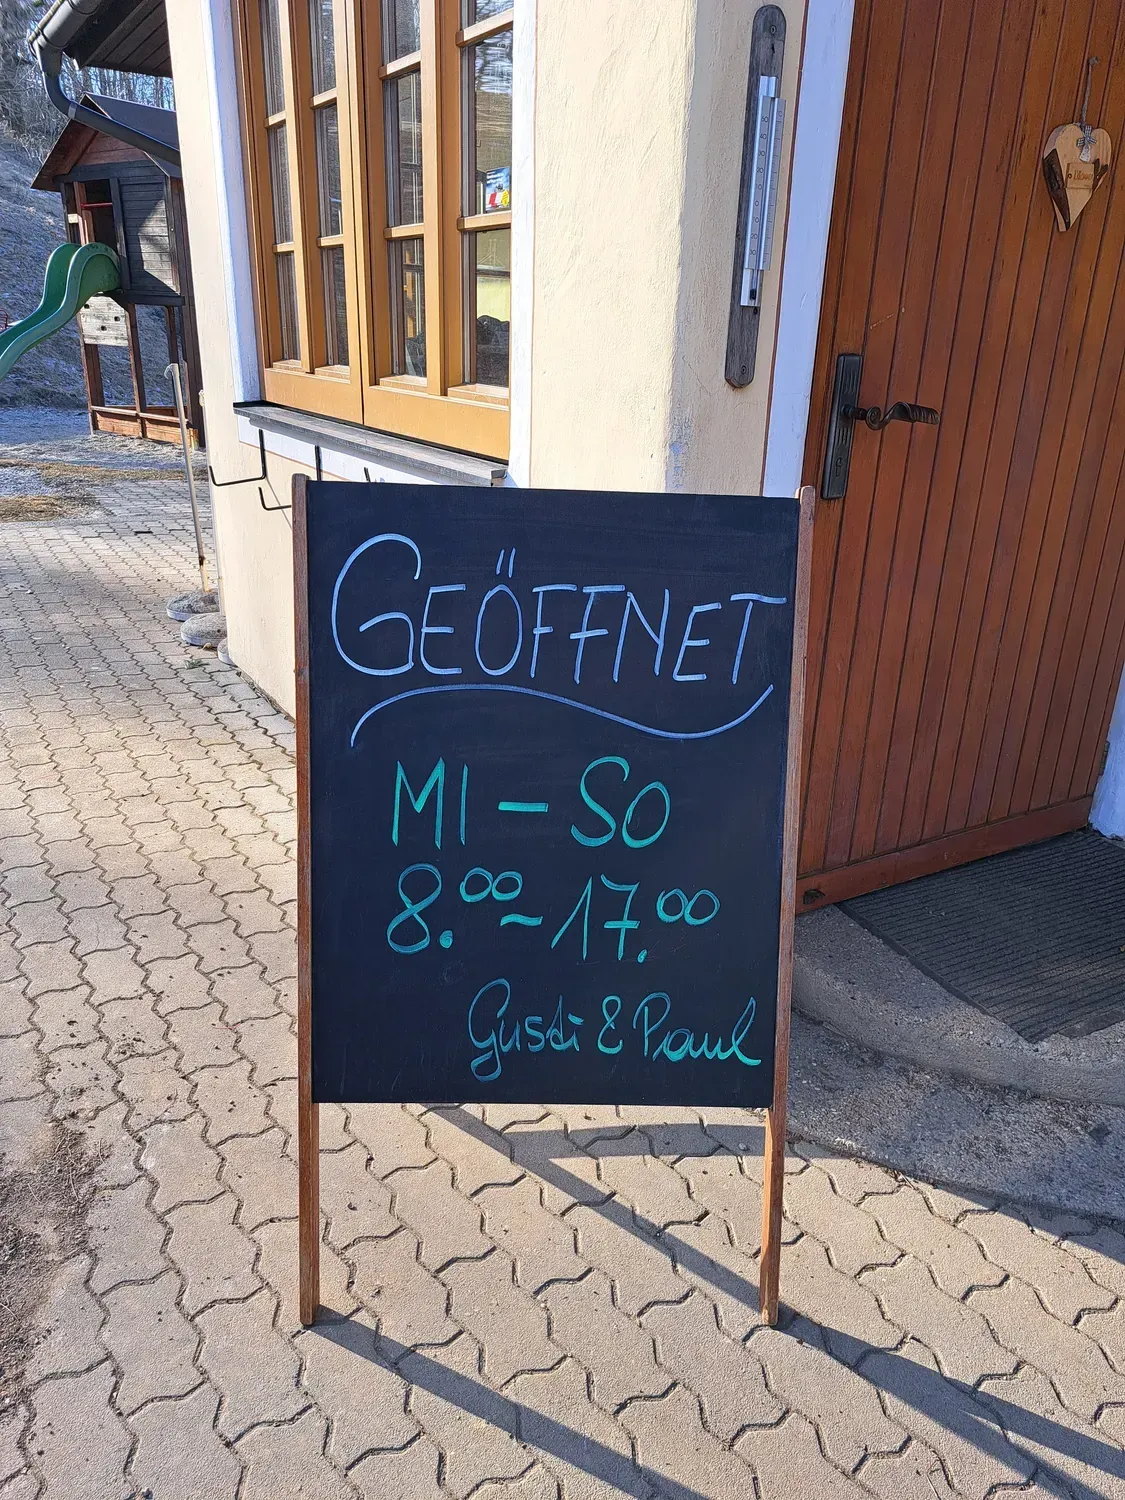 GEÖFFNET
MI – SO
8.00 ~ 17.00
Gusti & Paul